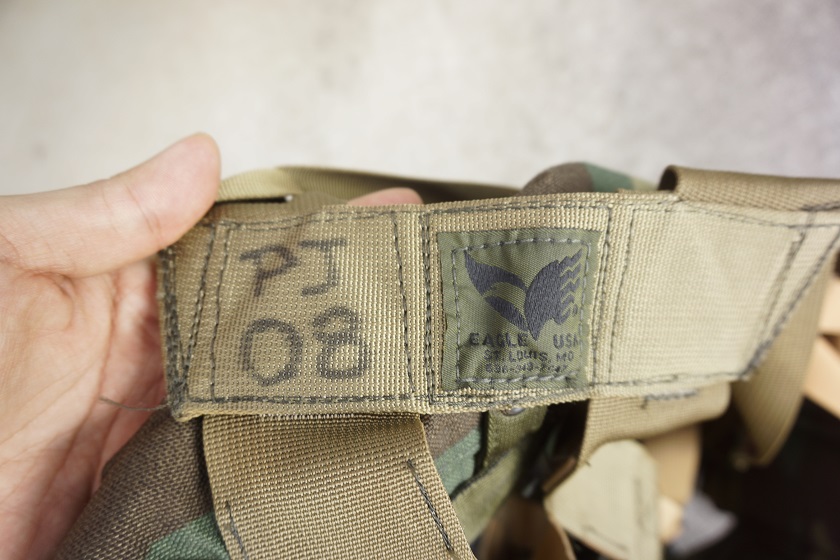 PJ
08
EAGLE USA
ST. LOUIS, MO